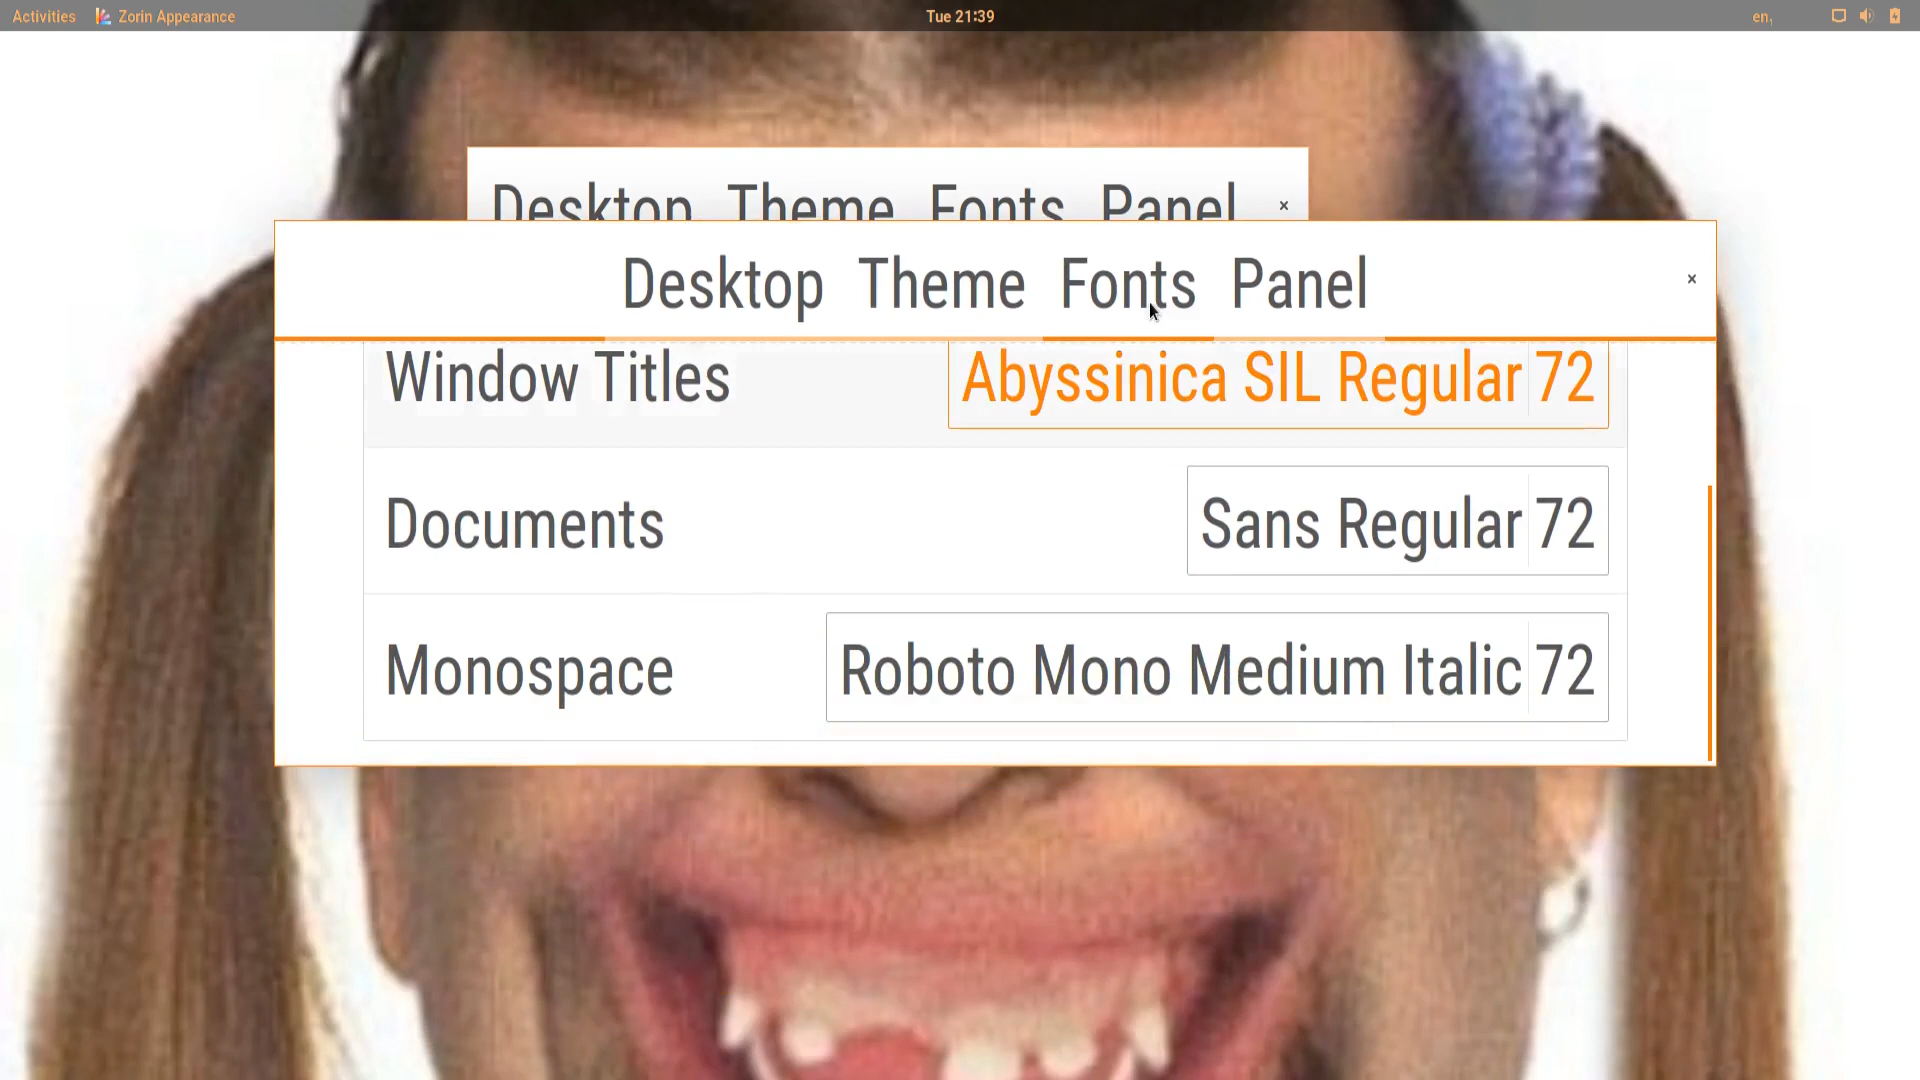 Activities Zorin Appearance Tue 21:39 en,
Desktop Theme Fonts Panel ×
Desktop Theme Fonts Panel ×
Window Titles Abyssinica SIL Regular 72
Documents Sans Regular 72
Monospace Roboto Mono Medium Italic 72